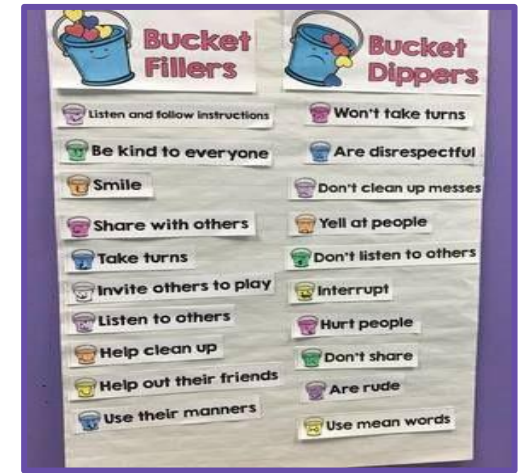 Bucket
Fillers
Listen and follow instructions
Be kind to everyone
Smile
Share with others
Take turns
Invite others to play
Listen to others
Help clean up
Help out their friends
Use their manners
Bucket
Dippers
Won't take turns
Are disrespectful
Don't clean up messes
Yell at people
Don't listen to others
Interrupt
Hurt people
Don't share
Are rude
Use mean words